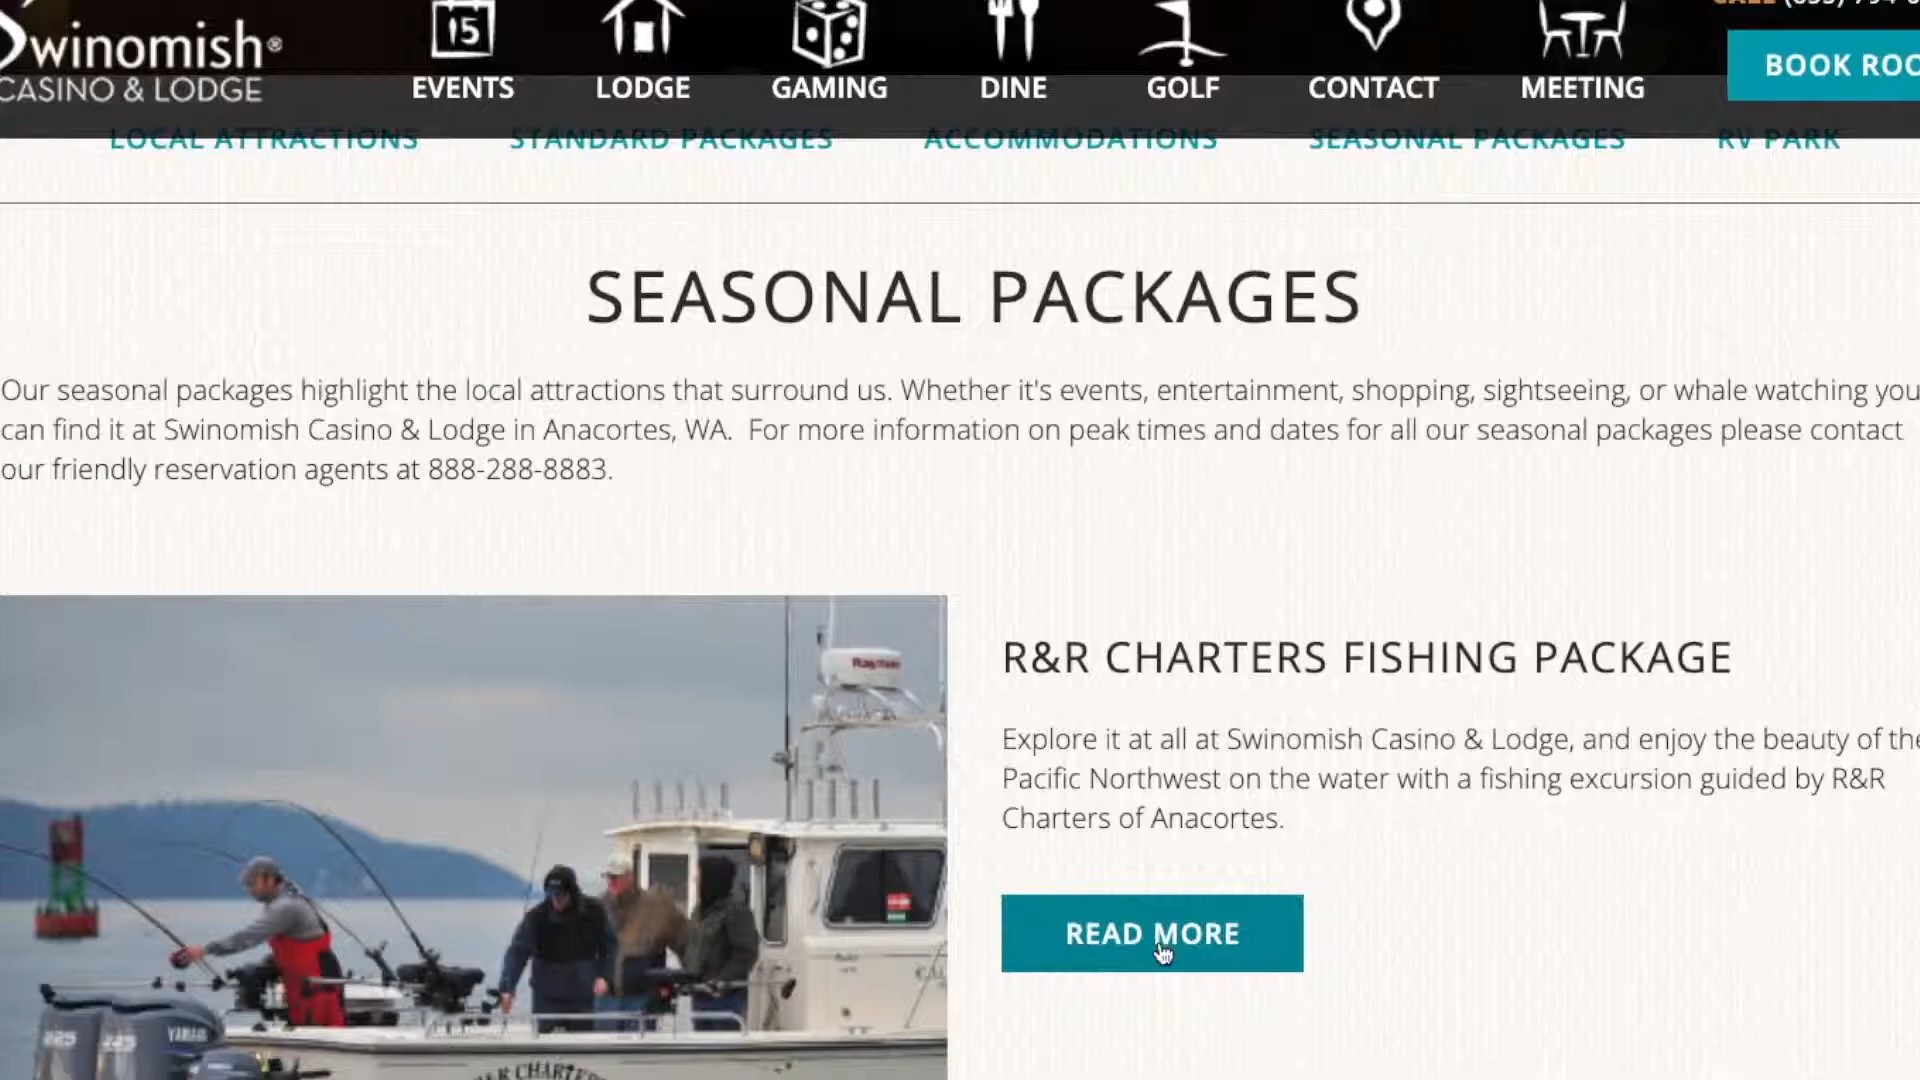 CALL
Swinomish®
CASINO & LODGE
15
EVENTS
LODGE
GAMING
DINE
GOLF
CONTACT
MEETING
BOOK
LOCAL ATTRACTIONS
STANDARD PACKAGES
ACCOMMODATIONS
SEASONAL PACKAGES
RV PARK
SEASONAL PACKAGES
Our seasonal packages highlight the local attractions that surround us. Whether it's events, entertainment, shopping, sightseeing, or whale watching you
can find it at Swinomish Casino & Lodge in Anacortes, WA. For more information on peak times and dates for all our seasonal packages please contact
our friendly reservation agents at 888-288-8883.
R&R CHARTERS FISHING PACKAGE
Explore it at all at Swinomish Casino & Lodge, and enjoy the beauty of the
Pacific Northwest on the water with a fishing excursion guided by R&R
Charters of Anacortes.
READ MORE
225
225
YAMAHA